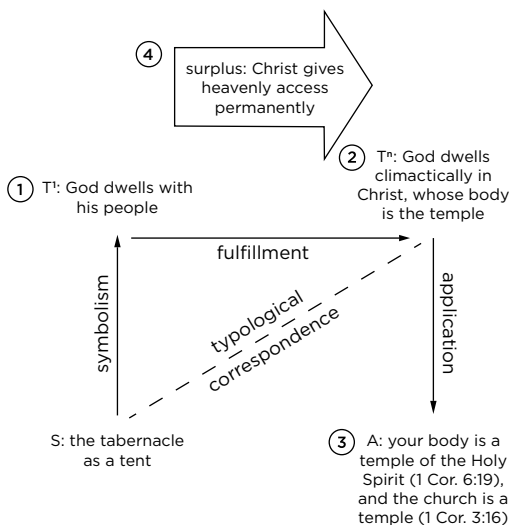 4
surplus: Christ gives
heavenly access
permanently
1
T¹: God dwells with
his people
2
Tⁿ: God dwells
climactically in
Christ, whose body
is the temple
fulfillment
symbolism
typological
correspondence
application
S: the tabernacle
as a tent
3
A: your body is a
temple of the Holy
Spirit (1 Cor. 6:19),
and the church is a
temple (1 Cor. 3:16)